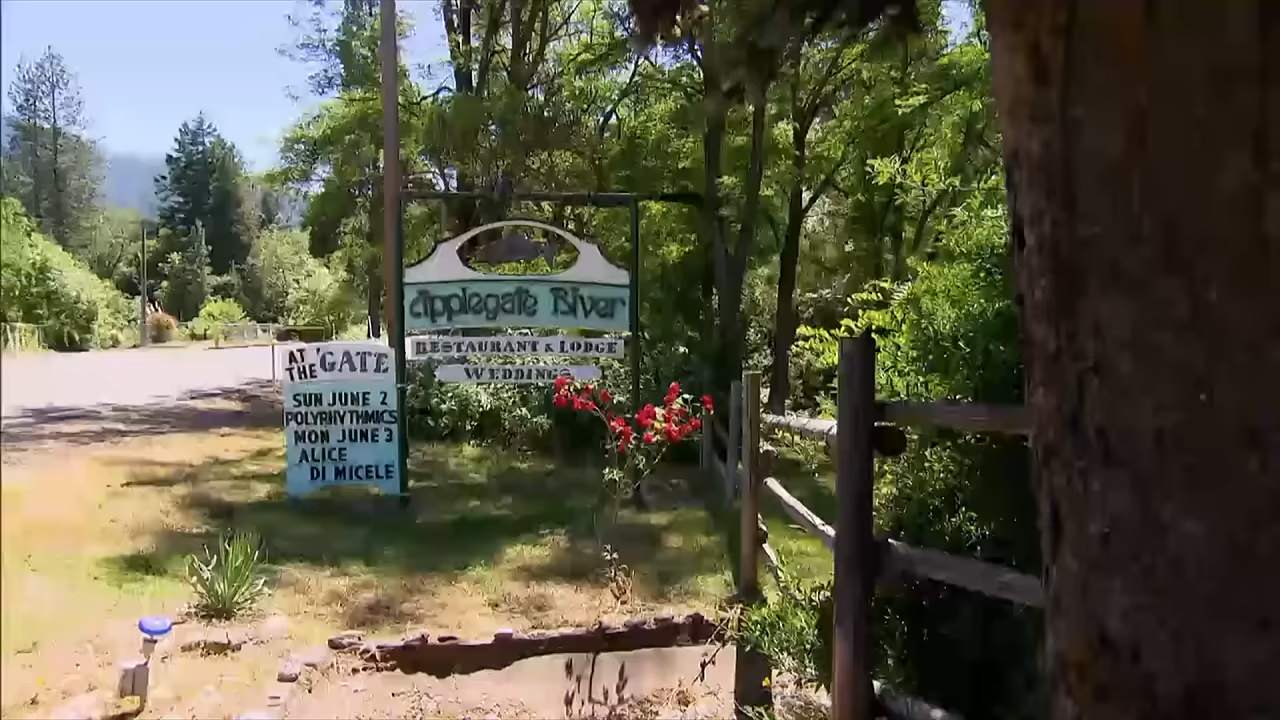 Applegate River
RESTAURANT & LODGE
WEDDINGS
AT THE 'GATE
SUN JUNE 2
POLYRHYTHMICS
MON JUNE 3
ALICE
DI MICELE